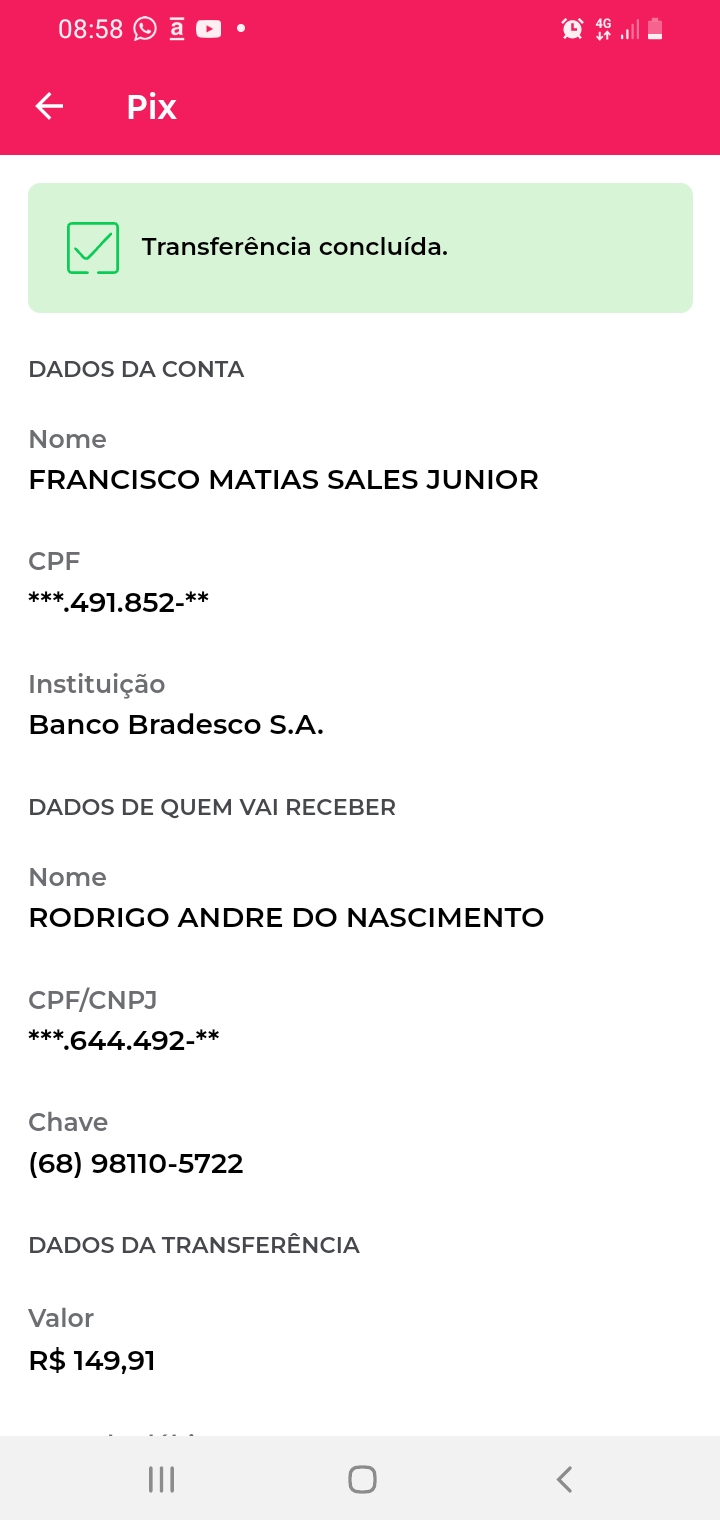 08:58
4G
Pix
Transferência concluída.
DADOS DA CONTA
Nome
FRANCISCO MATIAS SALES JUNIOR
CPF
***.491.852-**
Instituição
Banco Bradesco S.A.
DADOS DE QUEM VAI RECEBER
Nome
RODRIGO ANDRE DO NASCIMENTO
CPF/CNPJ
***.644.492-**
Chave
(68) 98110-5722
DADOS DA TRANSFERÊNCIA
Valor
R$ 149,91